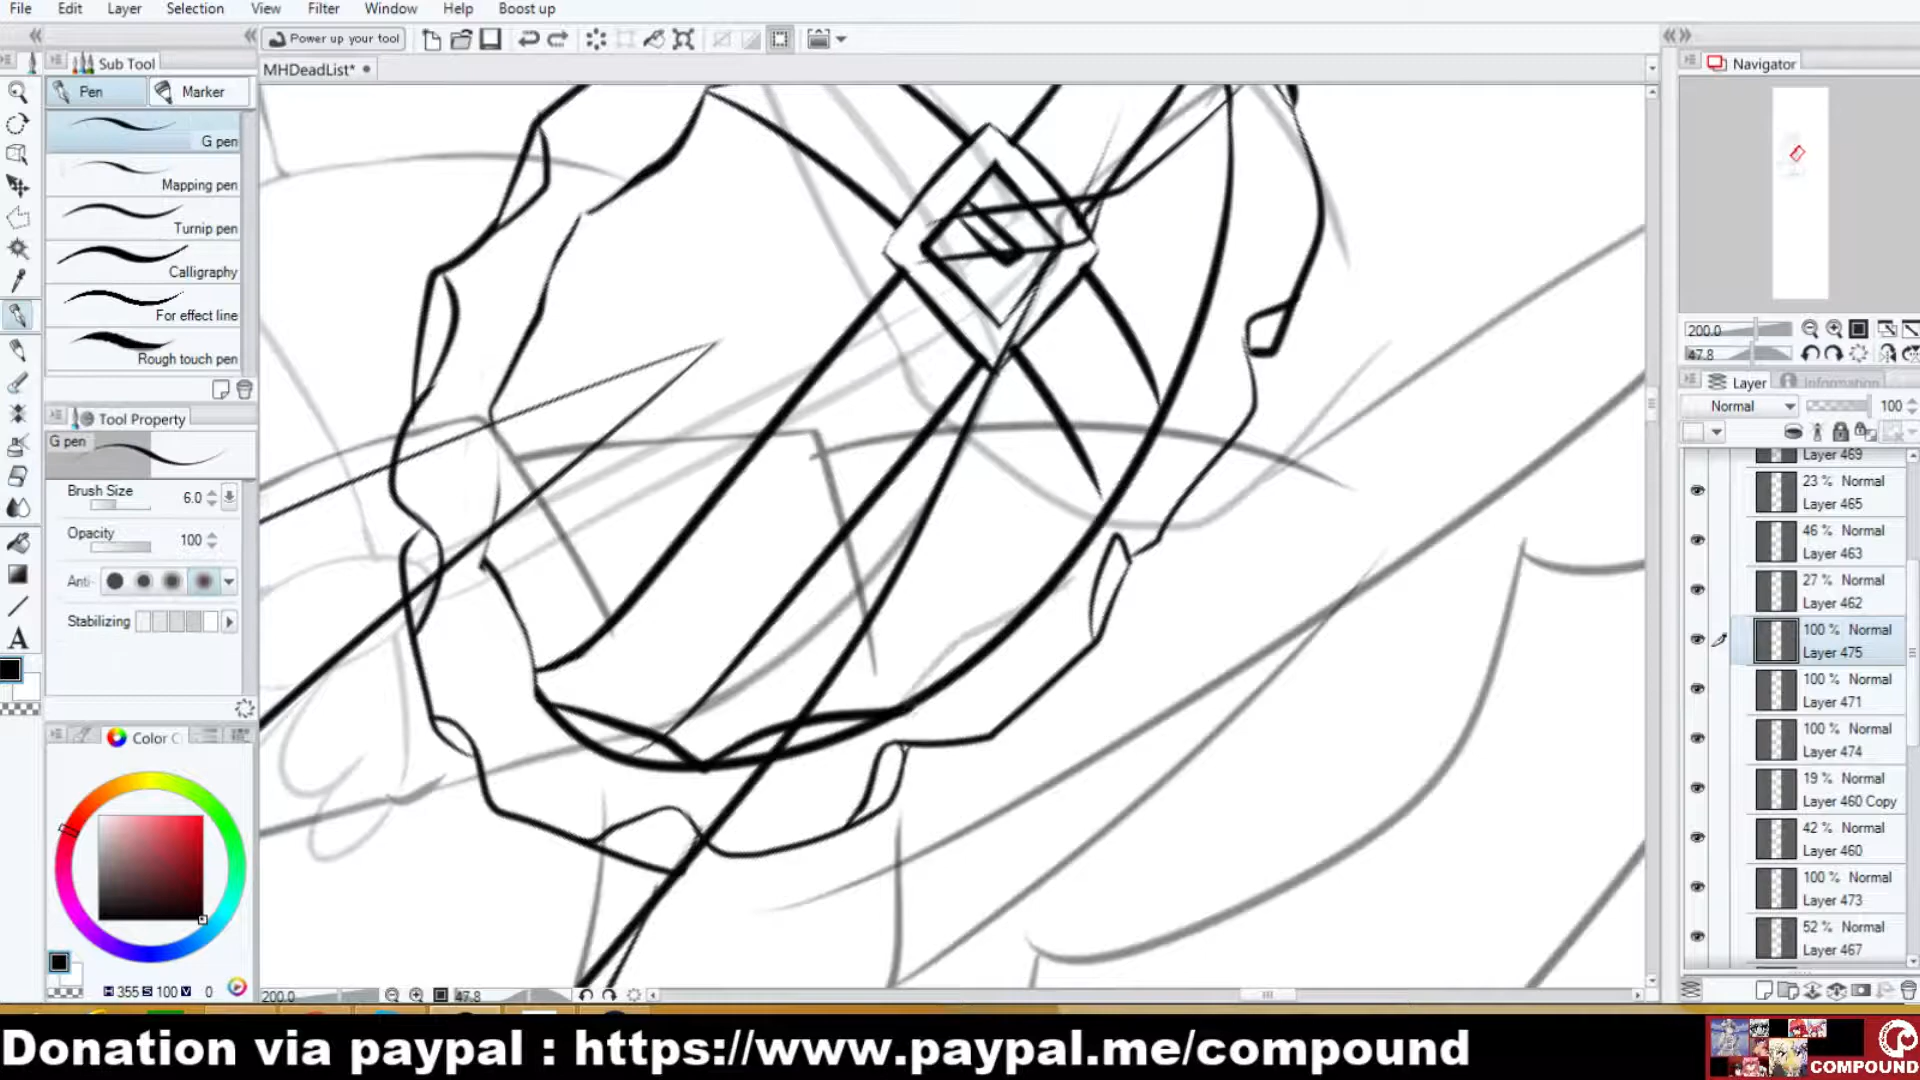 File Edit Layer Selection View Filter Window Help Boost up
Power up your tool
Sub Tool
MHDeadList*
Navigator
Pen
Marker
G pen
Mapping pen
Turnip pen
Calligraphy
For effect line
Rough touch pen
200.0
47.8
Layer
Information
Normal
100
Tool Property
G pen
Brush Size 6.0
Opacity 100
Anti-
Stabilizing
Layer 469
23 % Normal
Layer 465
46 % Normal
Layer 463
27 % Normal
Layer 462
100 % Normal
Layer 475
100 % Normal
Layer 471
100 % Normal
Layer 474
19 % Normal
Layer 460 Copy
42 % Normal
Layer 460
100 % Normal
Layer 473
52 % Normal
Layer 467
A
Color C
H 355 S 100 V 0
200.0
47.8
Donation via paypal : https://www.paypal.me/compound
COMPOUND